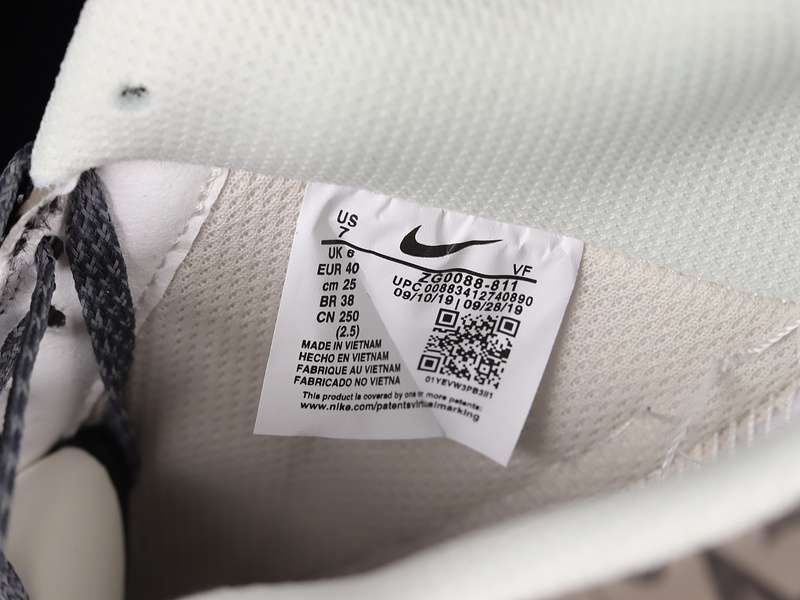 US
7
UK 6
EUR 40
cm 25
BR 38
CN 250
(2.5)
VF
ZG0088-811
UPC 00883412740890
09/10/19 | 09/28/19
01YEVW3PB3II1
MADE IN VIETNAM
HECHO EN VIETNAM
FABRIQUE AU VIETNAM
FABRICADO NO VIETNA
This product is covered by one or more patents:
www.nike.com/patentsvirtualmarking